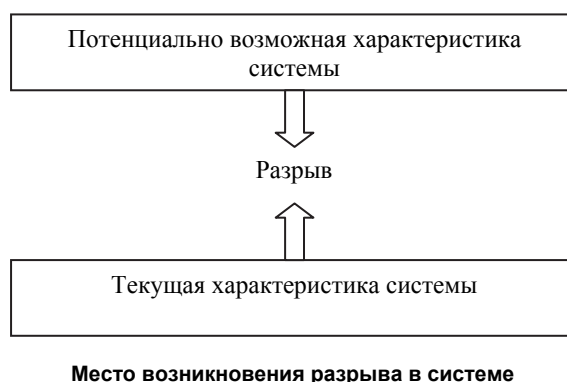 Потенциально возможная характеристика
системы
Разрыв
Текущая характеристика системы
Место возникновения разрыва в системе